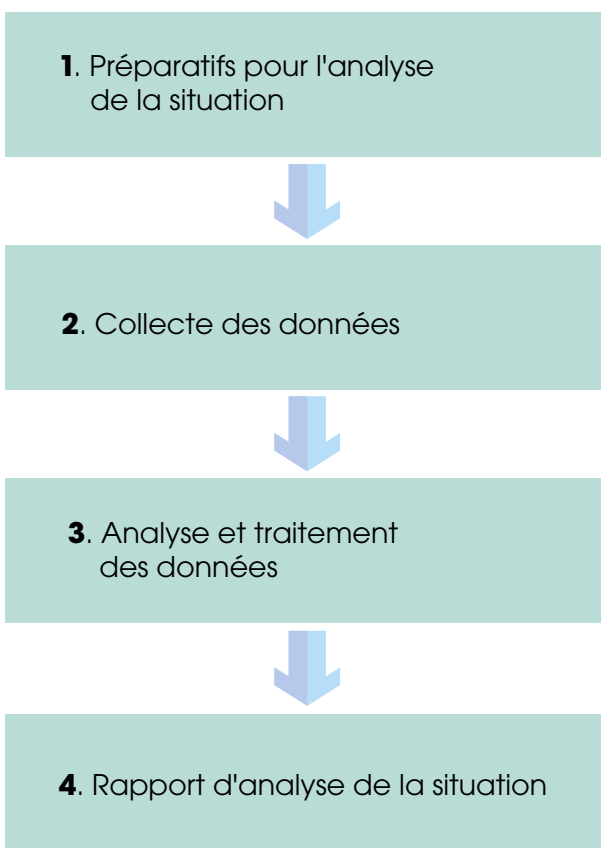 1. Préparatifs pour l'analyse
de la situation
2. Collecte des données
3. Analyse et traitement
des données
4. Rapport d'analyse de la situation